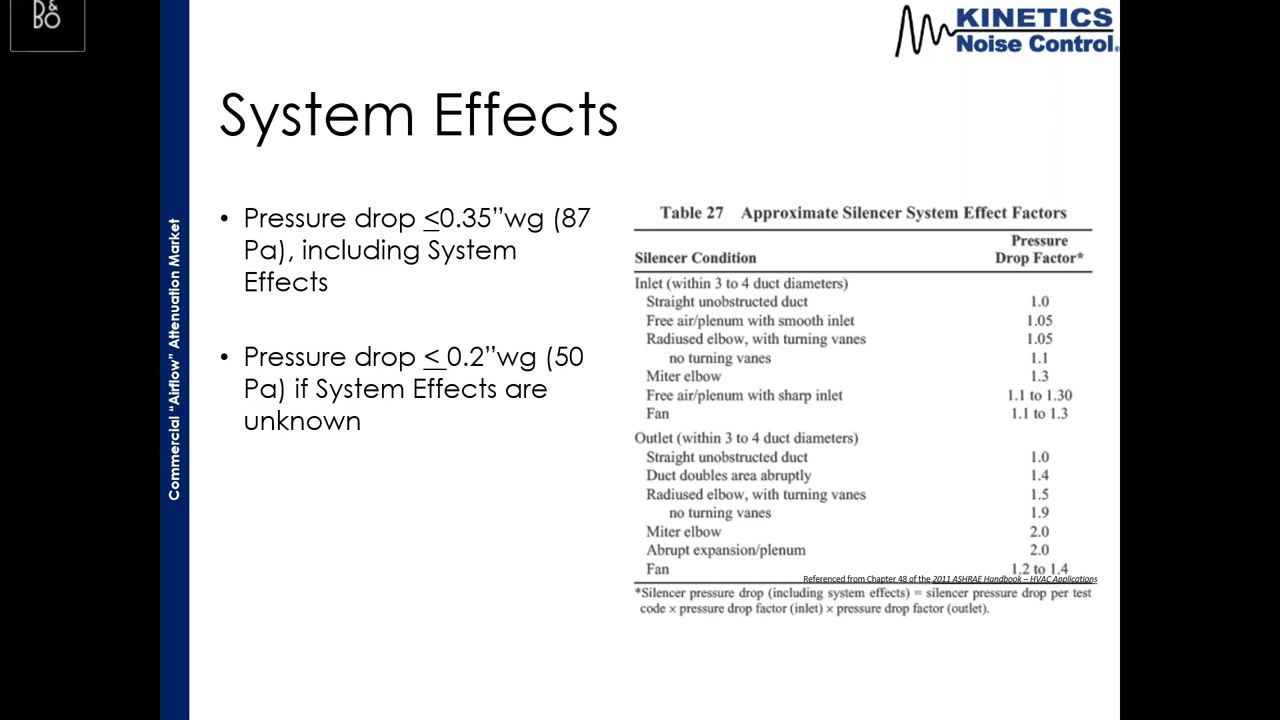 B&O
KINETICS
Noise Control®
System Effects
Commercial “Airflow” Attenuation Market
• Pressure drop ≤0.35”wg (87
Pa), including System
Effects
• Pressure drop ≤ 0.2”wg (50
Pa) if System Effects are
unknown
Table 27 Approximate Silencer System Effect Factors
Silencer Condition Pressure Drop Factor*
Inlet (within 3 to 4 duct diameters)
Straight unobstructed duct 1.0
Free air/plenum with smooth inlet 1.05
Radiused elbow, with turning vanes 1.05
no turning vanes 1.1
Miter elbow 1.3
Free air/plenum with sharp inlet 1.1 to 1.30
Fan 1.1 to 1.3
Outlet (within 3 to 4 duct diameters)
Straight unobstructed duct 1.0
Duct doubles area abruptly 1.4
Radiused elbow, with turning vanes 1.5
no turning vanes 1.9
Miter elbow 2.0
Abrupt expansion/plenum 2.0
Fan 1.2 to 1.4
Referenced from Chapter 48 of the 2011 ASHRAE Handbook – HVAC Applications
*Silencer pressure drop (including system effects) = silencer pressure drop per test
code × pressure drop factor (inlet) × pressure drop factor (outlet).